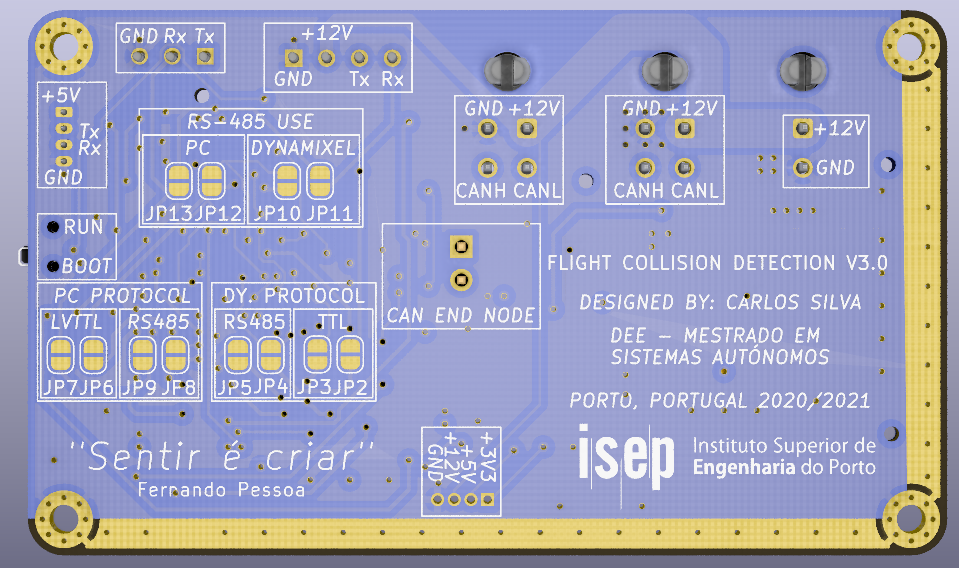 GND Rx Tx
+12V
GND Tx Rx
+5V
Tx
Rx
GND
RS-485 USE
PC DYNAMIXEL
JP13 JP12 JP10 JP11
GND +12V
CANH CANL
GND +12V
CANH CANL
+12V
GND
RUN
BOOT
CAN END NODE
FLIGHT COLLISION DETECTION V3.0
DESIGNED BY: CARLOS SILVA
DEE - MESTRADO EM
SISTEMAS AUTÓNOMOS
PORTO, PORTUGAL 2020/2021
PC PROTOCOL
LVTTL RS485
JP7 JP6 JP9 JP8
DY. PROTOCOL
RS485 TTL
JP5 JP4 JP3 JP2
"Sentir é criar"
Fernando Pessoa
+3V3
+5V
+12V
GND
isep
Instituto Superior de
Engenharia do Porto